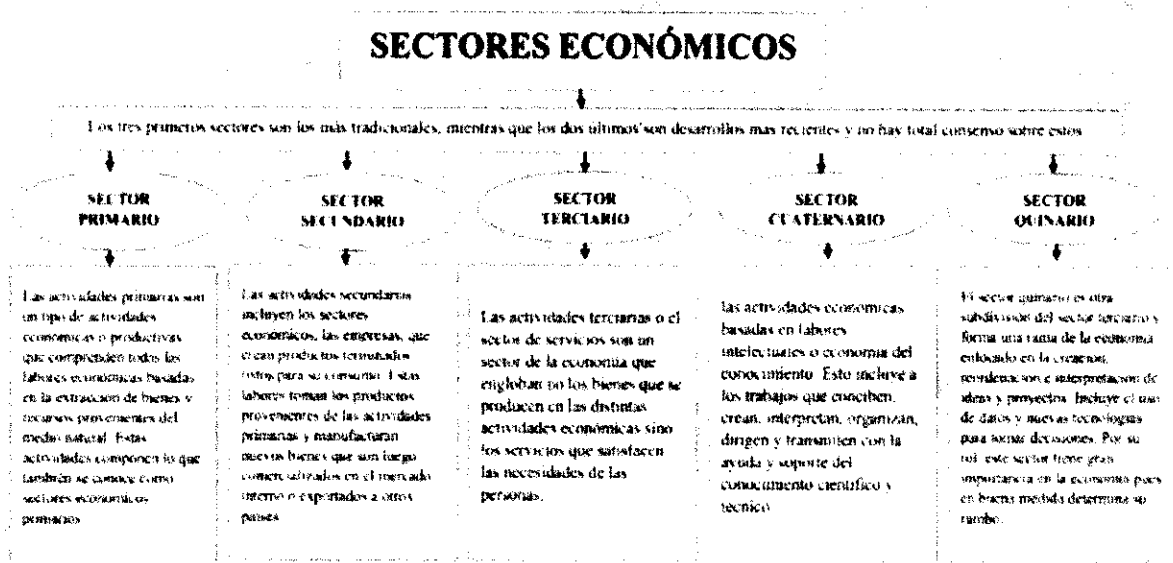 SECTORES ECONÓMICOS
Los tres primeros sectores son los más tradicionales, mientras que los dos últimos son desarrollos mas recientes y no hay total consenso sobre estos
SECTOR
PRIMARIO
Las actividades primarias son
un tipo de actividades
económicas o productivas
que comprenden todos las
labores económicas basadas
en la extracción de bienes y
recursos provenientes del
medio natural. Estas
actividades componen lo que
también se conoce como
sectores económicos
primarios
SECTOR
SECUNDARIO
Las actividades secundarias
incluyen los sectores
económicos, las empresas, que
crean productos terminados
listos para su consumo. Estas
labores toman los productos
provenientes de las actividades
primarias y manufacturan
nuevos bienes que son luego
comercializados en el mercado
interno o exportados a otros
países
SECTOR
TERCIARIO
Las actividades terciarias o el
sector de servicios son un
sector de la economía que
engloban no los bienes que se
producen en las distintas
actividades económicas sino
los servicios que satisfacen
las necesidades de las
personas.
SECTOR
CUATERNARIO
las actividades económicas
basadas en labores
intelectuales o economía del
conocimiento. Esto incluye a
los trabajos que conciben,
crean, interpretan, organizan,
dirigen y transmiten con la
ayuda y soporte del
conocimiento científico y
técnico
SECTOR
QUINARIO
El sector quinario es otra
subdivisión del sector terciario y
forma una rama de la economía
enfocado en la creación,
reordenación e interpretación de
ideas y proyectos. Incluye el uso
de datos y nuevas tecnologías
para tomar decisiones. Por su
rol, este sector tiene gran
importancia en la economía pues
en buena medida determina su
rumbo.